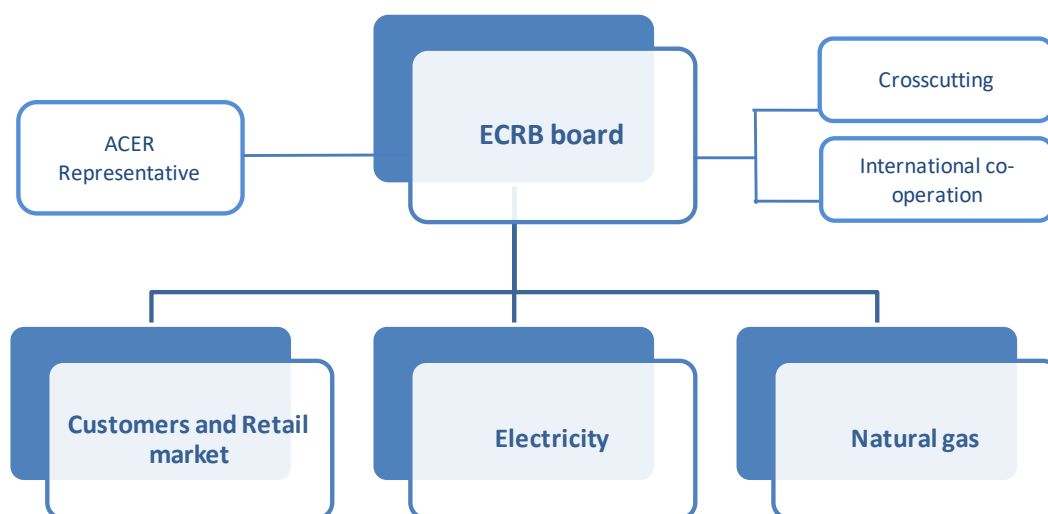 ECRB board
ACER
Representative
Crosscutting
International co-
operation
Customers and Retail
market
Electricity
Natural gas